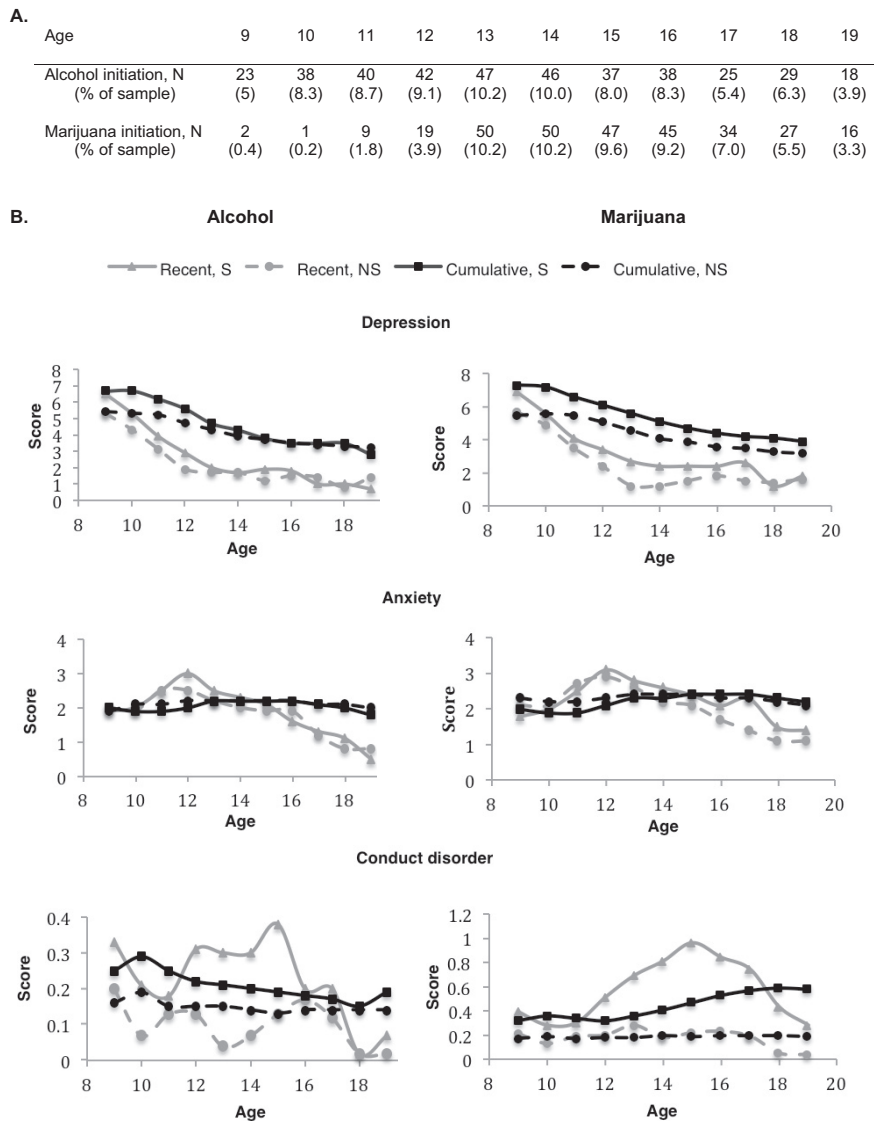 A.
Age 9 10 11 12 13 14 15 16 17 18 19
Alcohol initiation, N 23 38 40 42 47 46 37 38 25 29 18
(% of sample) (5) (8.3) (8.7) (9.1) (10.2) (10.0) (8.0) (8.3) (5.4) (6.3) (3.9)
Marijuana initiation, N 2 1 9 19 50 50 47 45 34 27 16
(% of sample) (0.4) (0.2) (1.8) (3.9) (10.2) (10.2) (9.6) (9.2) (7.0) (5.5) (3.3)
B.
Alcohol Marijuana
Recent, S Recent, NS Cumulative, S Cumulative, NS
Depression
8
7
6
5
4
3
2
1
0
Score
8 10 12 14 16 18
Age
8
6
4
2
0
Score
8 10 12 14 16 18 20
Age
Anxiety
4
3
2
1
0
Score
8 10 12 14 16 18
Age
4
3
2
1
0
Score
8 10 12 14 16 18 20
Age
Conduct disorder
0.4
0.3
0.2
0.1
0
Score
8 10 12 14 16 18
Age
1.2
1
0.8
0.6
0.4
0.2
0
Score
8 10 12 14 16 18 20
Age